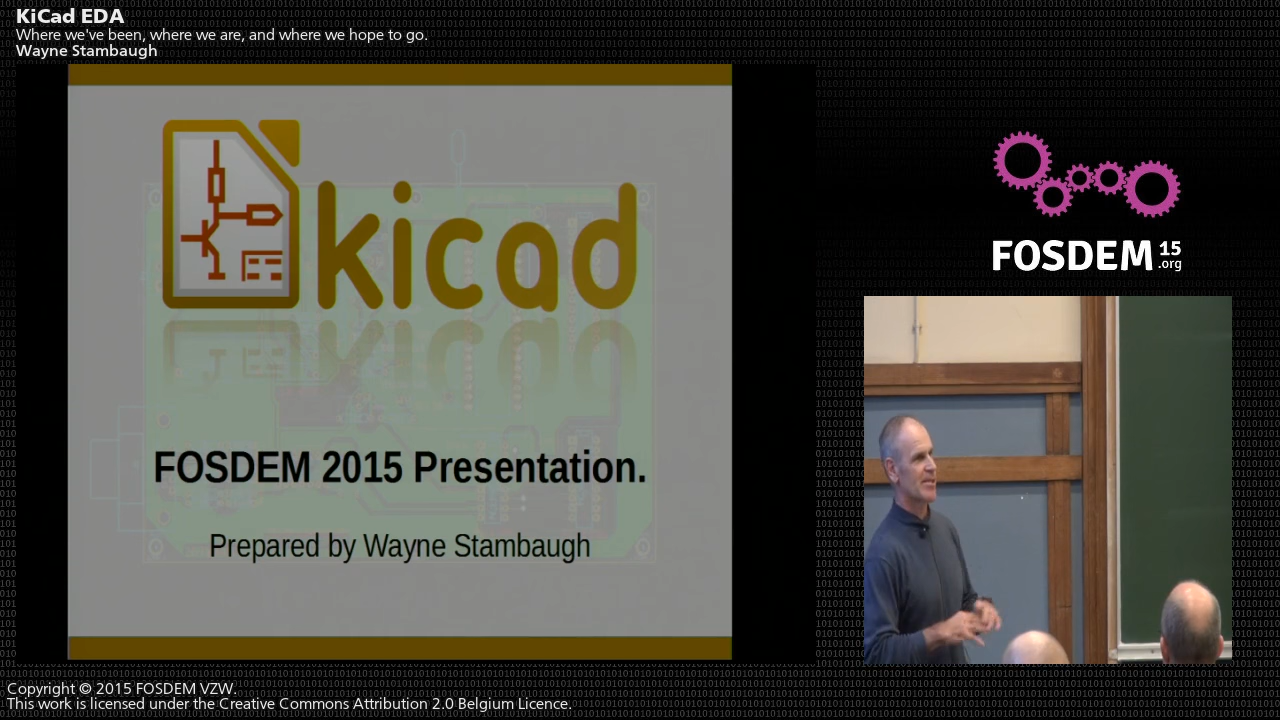 KiCad EDA
Where we've been, where we are, and where we hope to go.
Wayne Stambaugh
kicad
FOSDEM 2015 Presentation.
Prepared by Wayne Stambaugh
FOSDEM 15
.org
Copyright © 2015 FOSDEM VZW.
This work is licensed under the Creative Commons Attribution 2.0 Belgium Licence.